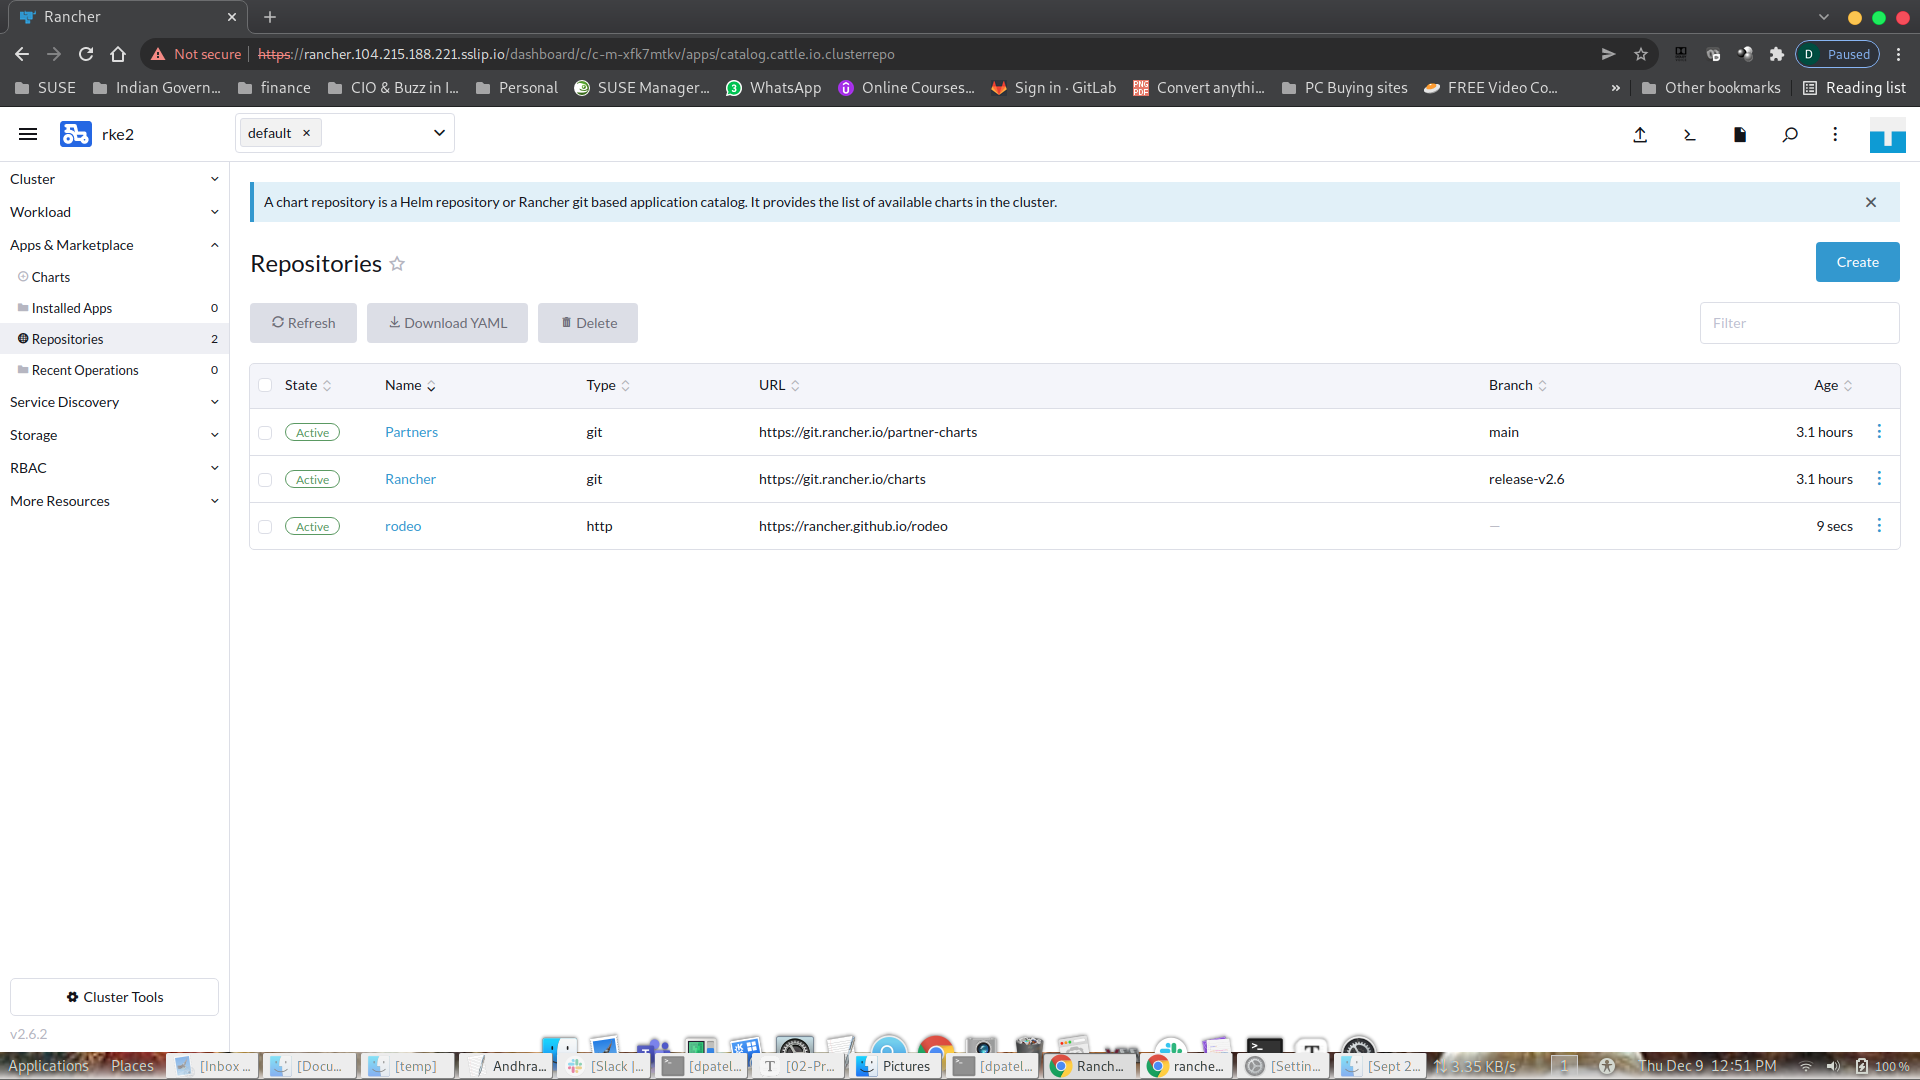 Rancher
Not secure https://rancher.104.215.188.221.sslip.io/dashboard/c/c-m-xfk7mtkv/apps/catalog.cattle.io.clusterrepo D Paused
SUSE Indian Govern... finance CIO & Buzz in I... Personal SUSE Manager... WhatsApp Online Courses... Sign in · GitLab Convert anythi... PC Buying sites FREE Video Co... » Other bookmarks Reading list
rke2 default
Cluster
Workload
Apps & Marketplace
Charts
Installed Apps 0
Repositories 2
Recent Operations 0
Service Discovery
Storage
RBAC
More Resources
Cluster Tools
v2.6.2
A chart repository is a Helm repository or Rancher git based application catalog. It provides the list of available charts in the cluster.
Repositories
Create
Refresh Download YAML Delete Filter
State Name Type URL Branch Age
Active Partners git https://git.rancher.io/partner-charts main 3.1 hours
Active Rancher git https://git.rancher.io/charts release-v2.6 3.1 hours
Active rodeo http https://rancher.github.io/rodeo — 9 secs
Applications Places [Inbox ... [Docu... [temp] Andhra... [Slack |... [dpatel... [02-Pr... Pictures [dpatel... Ranch... ranche... [Settin... [Sept 2... 3.35 KB/s 1 Thu Dec 9 12:51 PM 100 %